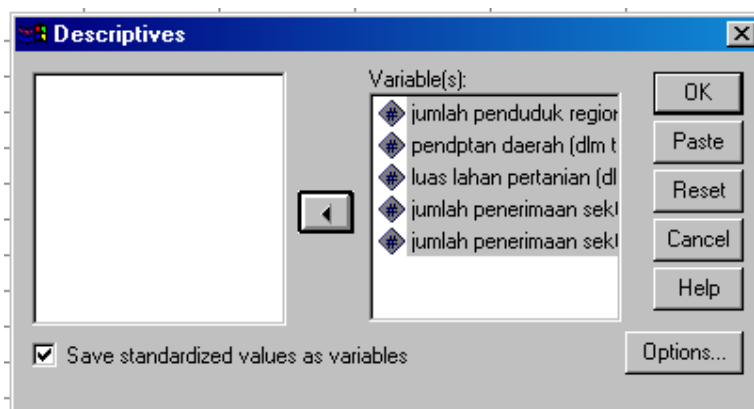 Descriptives
Variable(s):
jumlah penduduk region
pendptan daerah (dlm t
luas lahan pertanian (dl
jumlah penerimaan sekt
jumlah penerimaan sekt
OK
Paste
Reset
Cancel
Help
Save standardized values as variables
Options...